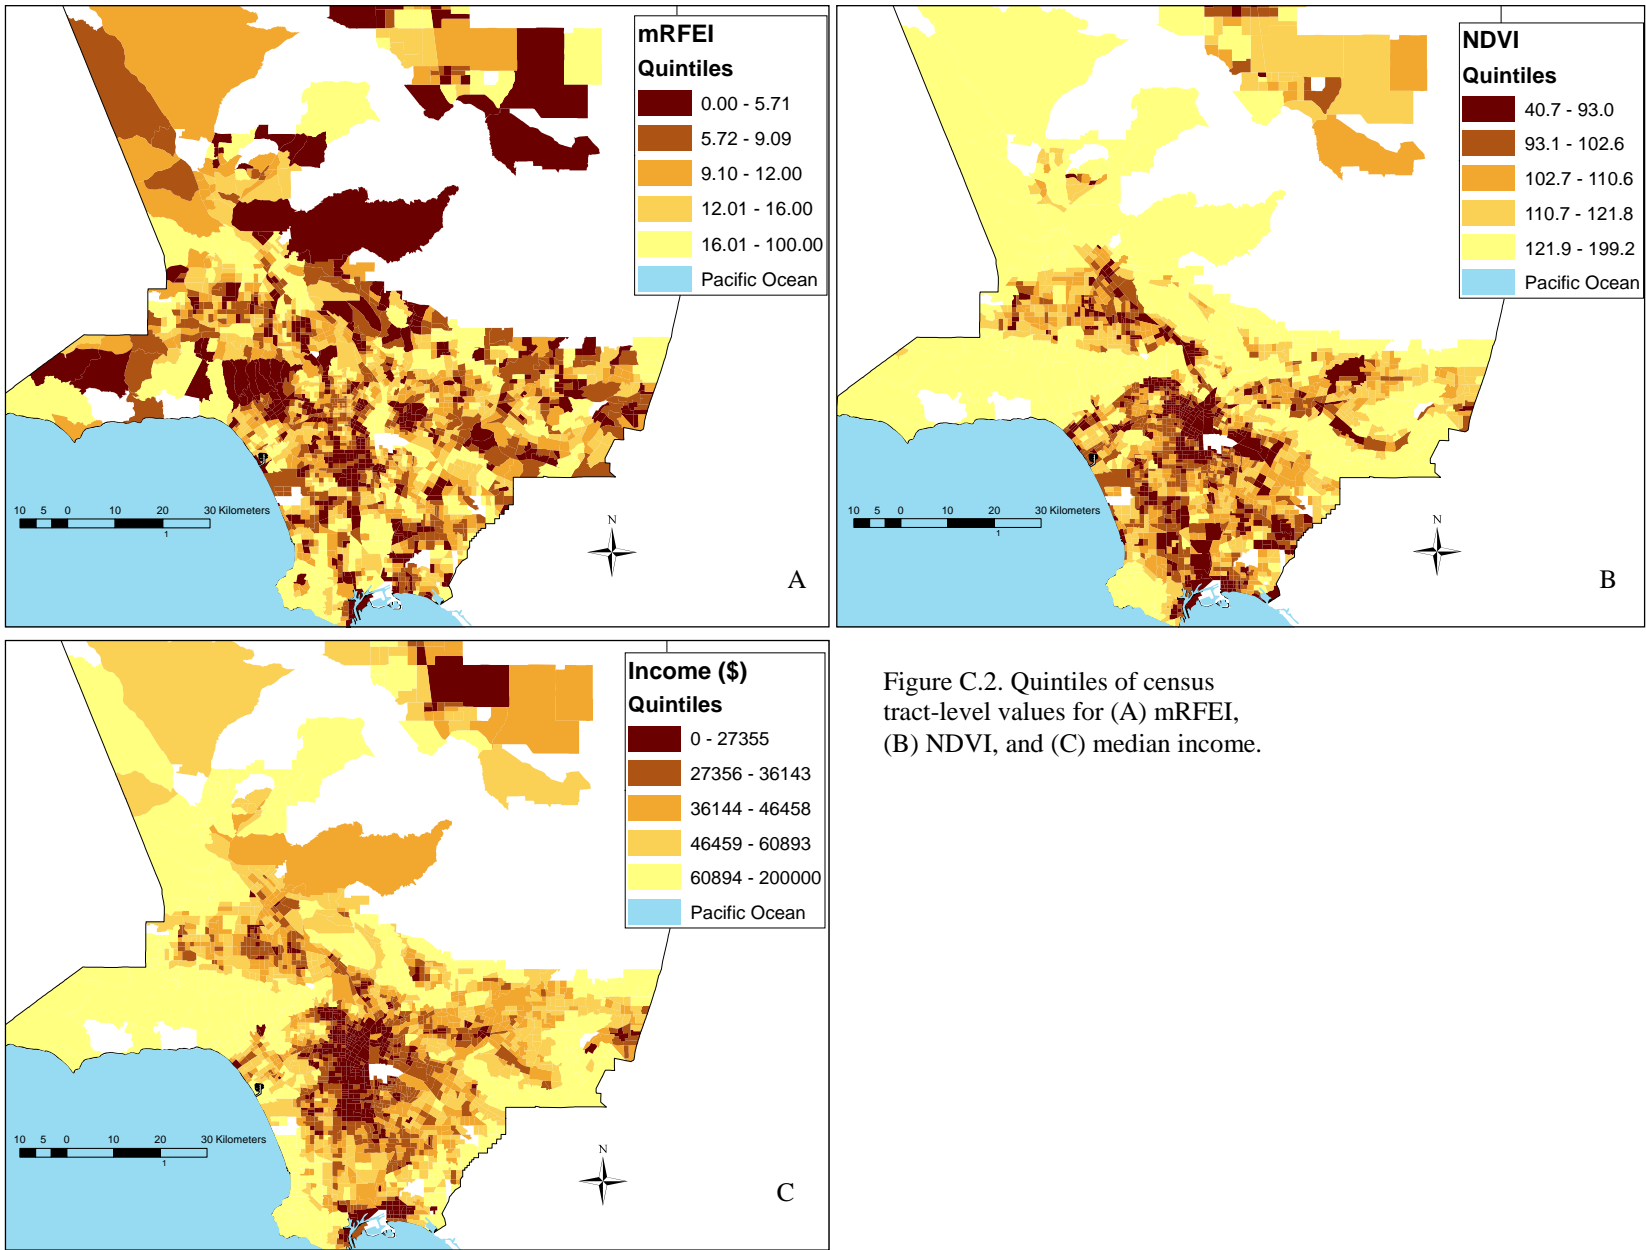 mRFEI
Quintiles
0.00 - 5.71
5.72 - 9.09
9.10 - 12.00
12.01 - 16.00
16.01 - 100.00
Pacific Ocean
10 5 0 10 20 30 Kilometers
1
N
A
NDVI
Quintiles
40.7 - 93.0
93.1 - 102.6
102.7 - 110.6
110.7 - 121.8
121.9 - 199.2
Pacific Ocean
10 5 0 10 20 30 Kilometers
1
N
B
Income ($)
Quintiles
0 - 27355
27356 - 36143
36144 - 46458
46459 - 60893
60894 - 200000
Pacific Ocean
10 5 0 10 20 30 Kilometers
1
N
C
Figure C.2. Quintiles of census
tract-level values for (A) mRFEI,
(B) NDVI, and (C) median income.